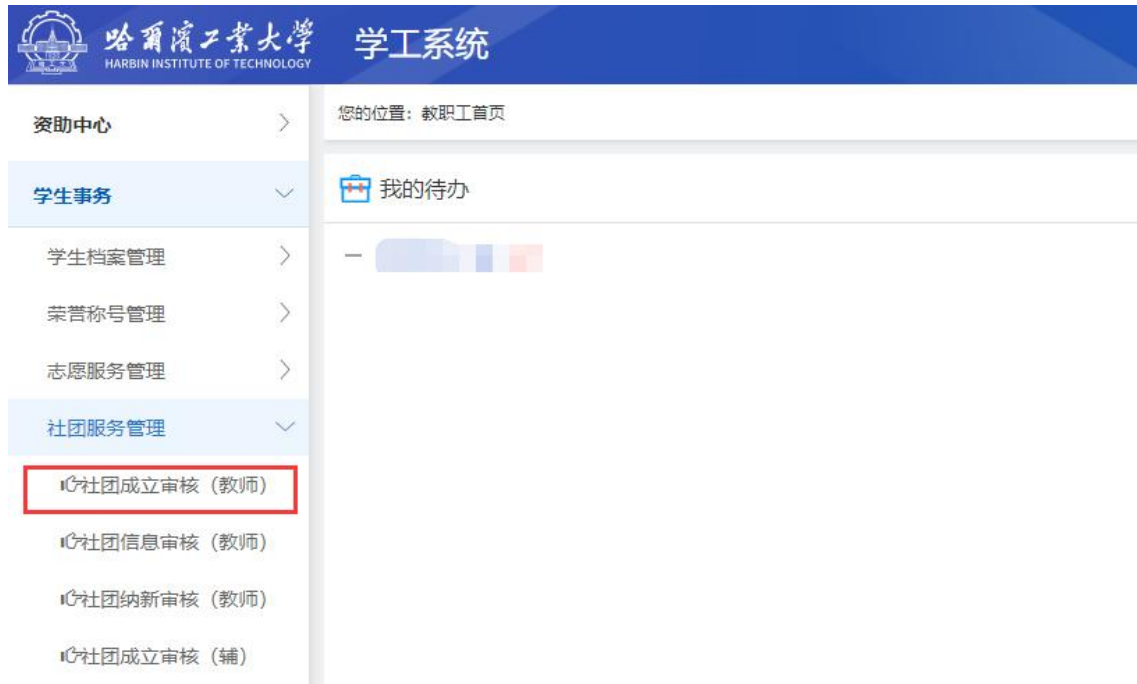 哈爾濱工業大學
HARBIN INSTITUTE OF TECHNOLOGY
学工系统
资助中心
学生事务
学生档案管理
荣誉称号管理
志愿服务管理
社团服务管理
社团成立审核（教师）
社团信息审核（教师）
社团纳新审核（教师）
社团成立审核（辅）
您的位置：教职工首页
我的待办